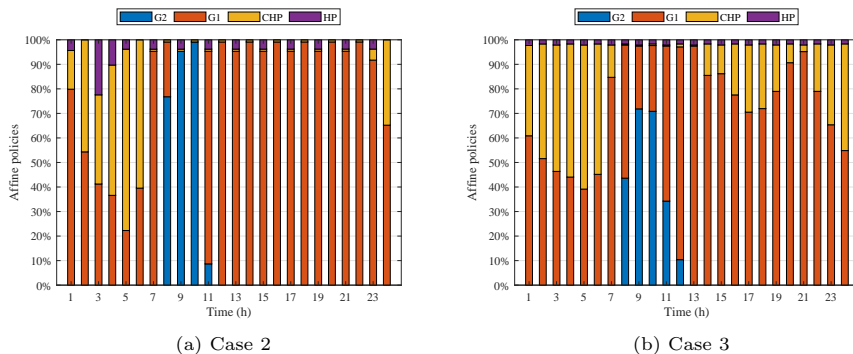 G2 G1 CHP HP
100%
90%
80%
70%
60%
50%
40%
30%
20%
10%
0%
Affine policies
1 3 5 7 9 11 13 15 17 19 21 23
Time (h)
(a) Case 2
G2 G1 CHP HP
100%
90%
80%
70%
60%
50%
40%
30%
20%
10%
0%
Affine policies
1 3 5 7 9 11 13 15 17 19 21 23
Time (h)
(b) Case 3